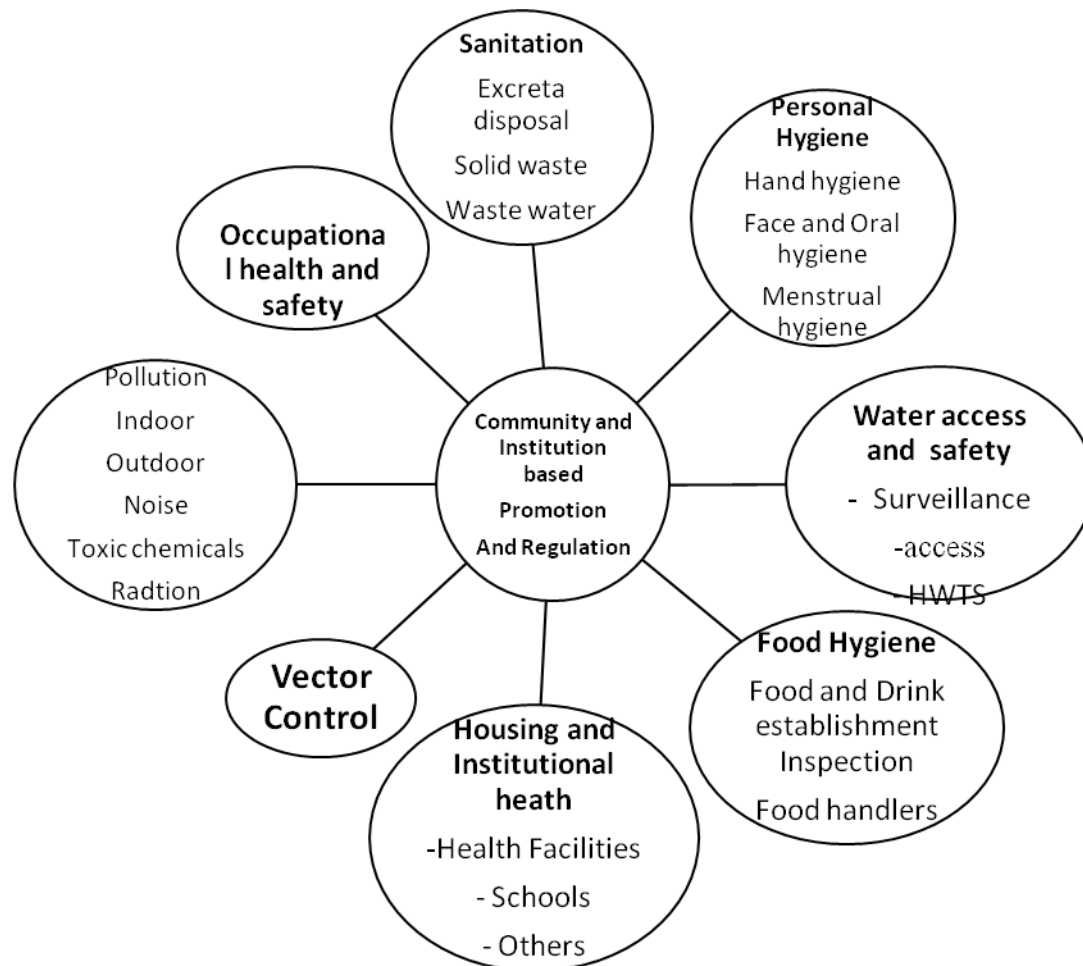 Sanitation
Excreta
disposal
Solid waste
Waste water
Personal
Hygiene
Hand hygiene
Face and Oral
hygiene
Menstrual
hygiene
Occupationa
l health and
safety
Pollution
Indoor
Outdoor
Noise
Toxic chemicals
Radtion
Community and
Institution
based
Promotion
And Regulation
Water access
and safety
- Surveillance
-access
- HWTS
Vector
Control
Housing and
Institutional
heath
-Health Facilities
- Schools
- Others
Food Hygiene
Food and Drink
establishment
Inspection
Food handlers